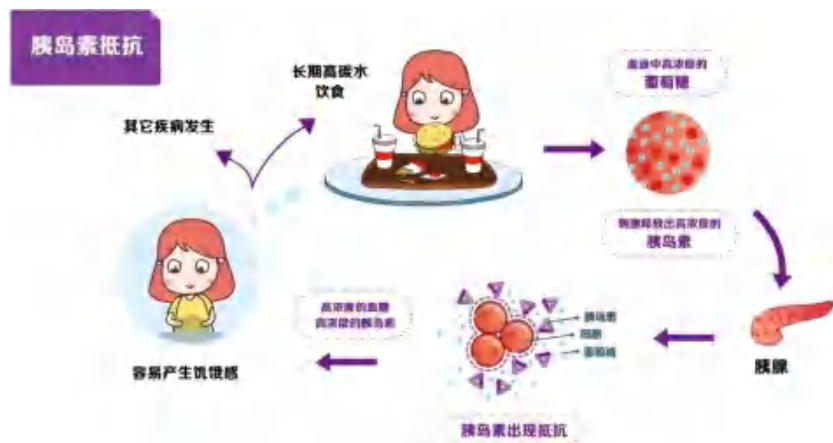 胰岛素抵抗
长期高碳水
饮食
其它疾病发生
血液中高浓度的
葡萄糖
刺激释放出高浓度的
胰岛素
胰腺
胰岛素
细胞
葡萄糖
胰岛素出现抵抗
高浓度的血糖
高浓度的胰岛素
容易产生饥饿感